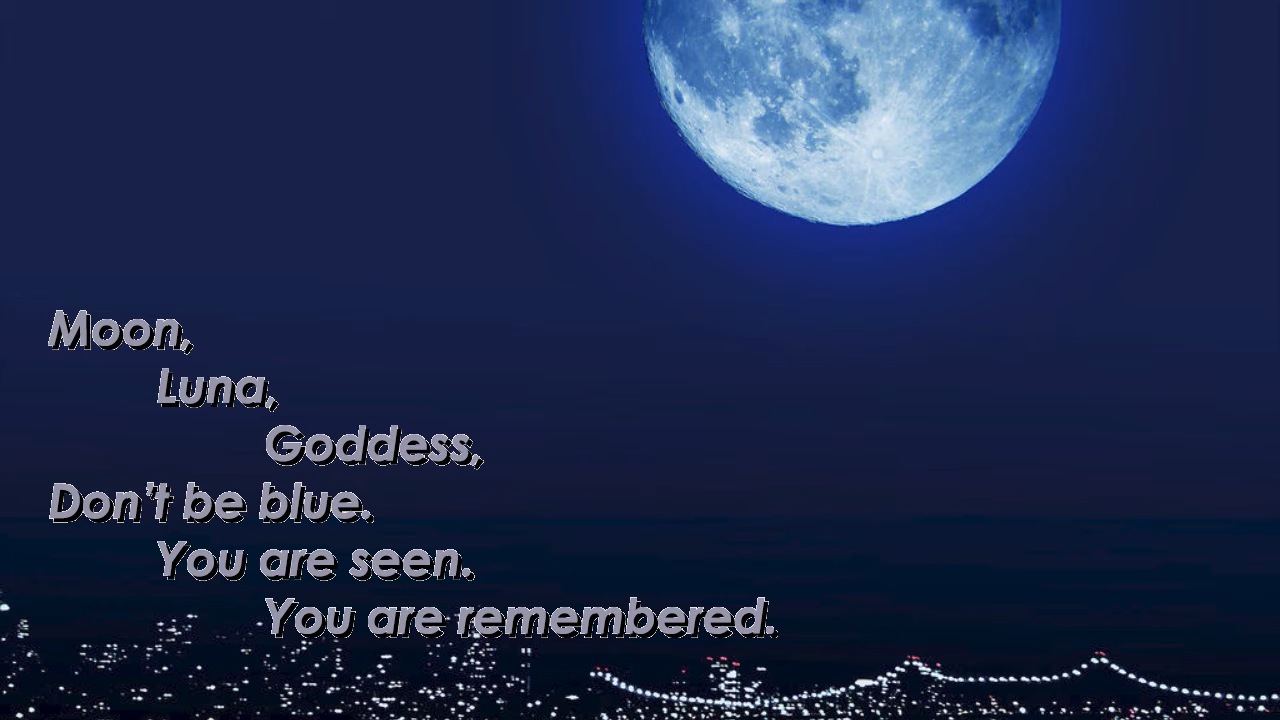 Moon,
Luna,
Goddess,
Don't be blue.
You are seen.
You are remembered.